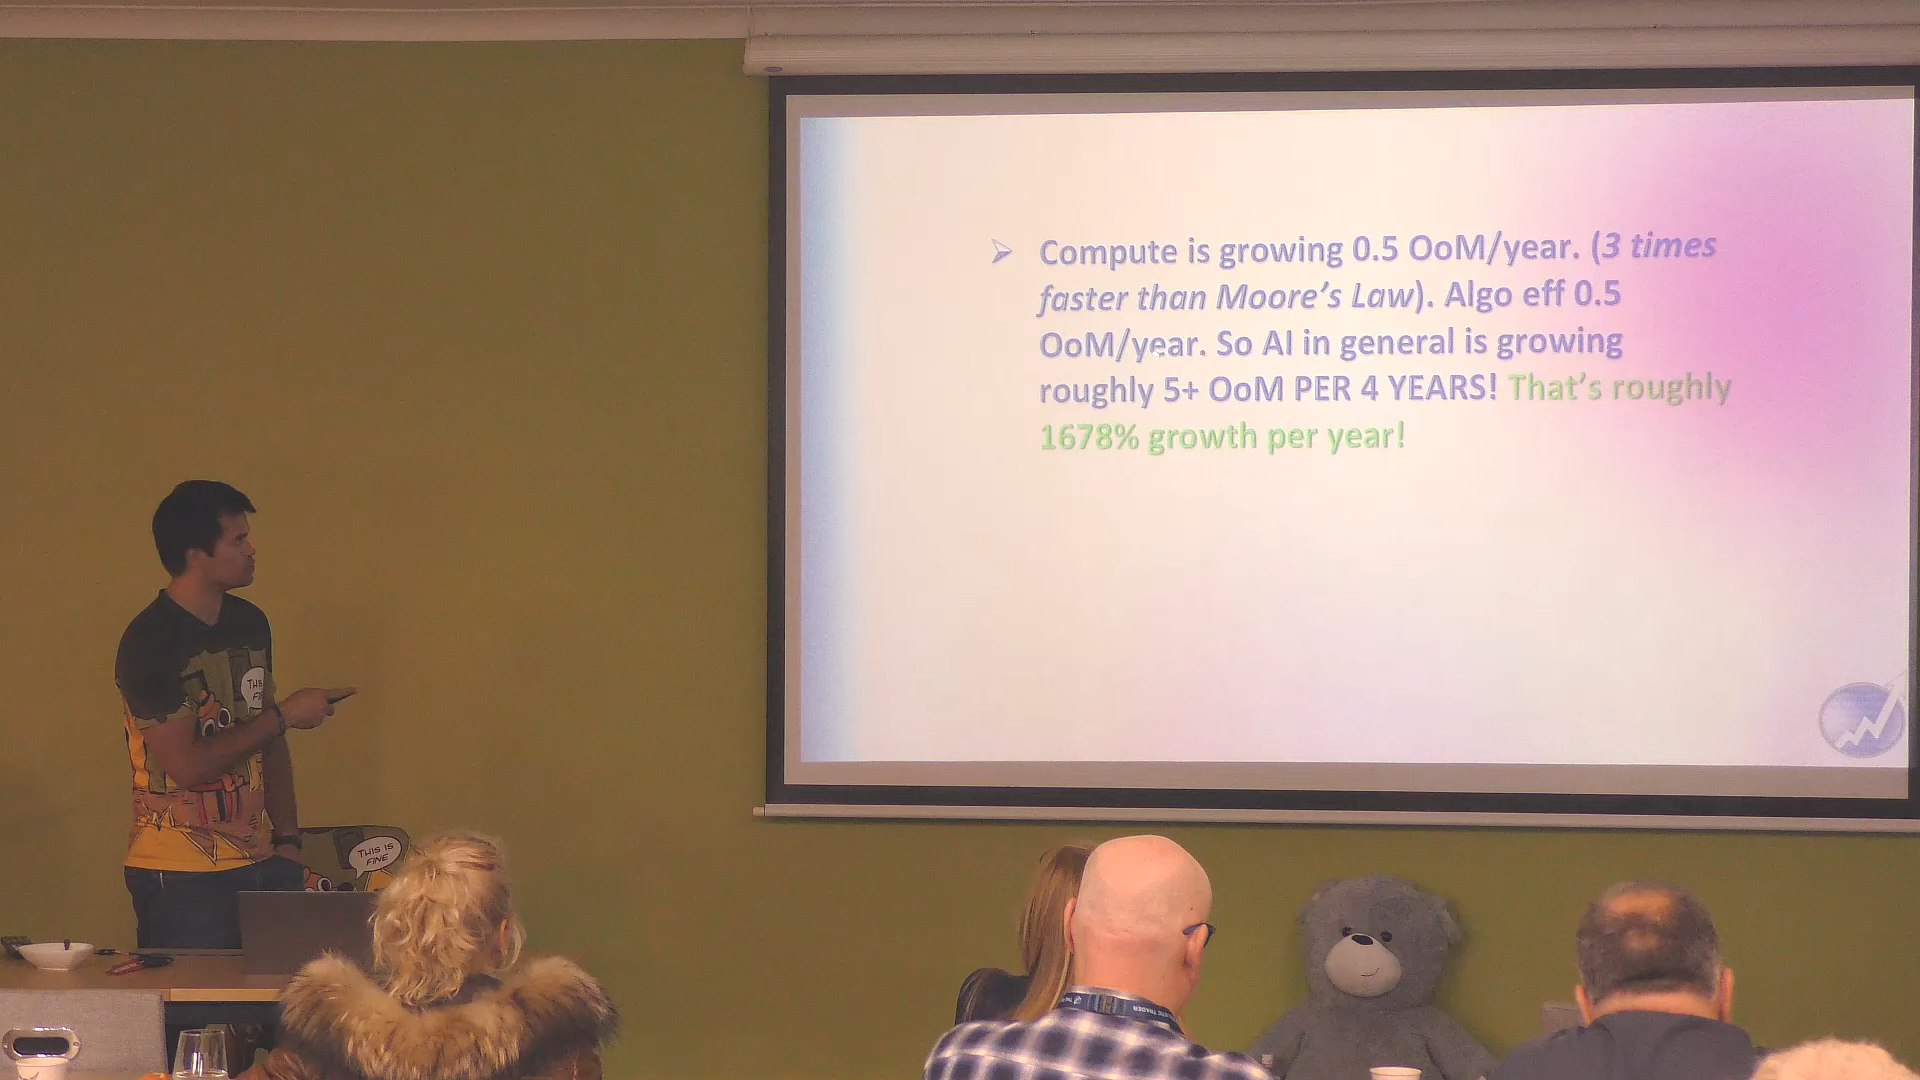 Compute is growing 0.5 OoM/year. (3 times
faster than Moore's Law). Algo eff 0.5
OoM/year. So AI in general is growing
roughly 5+ OoM PER 4 YEARS! That's roughly
1678% growth per year!
THIS IS
FINE